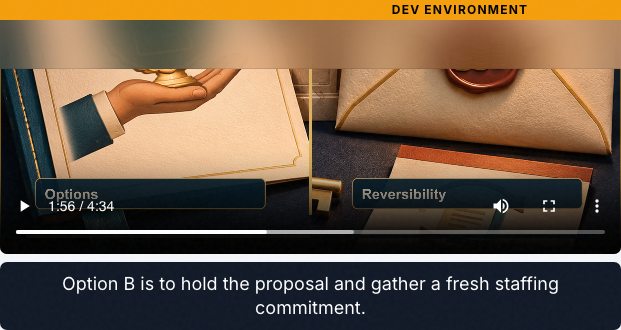 DEV ENVIRONMENT
Options
Reversibility
1:56 / 4:34
Option B is to hold the proposal and gather a fresh staffing
commitment.